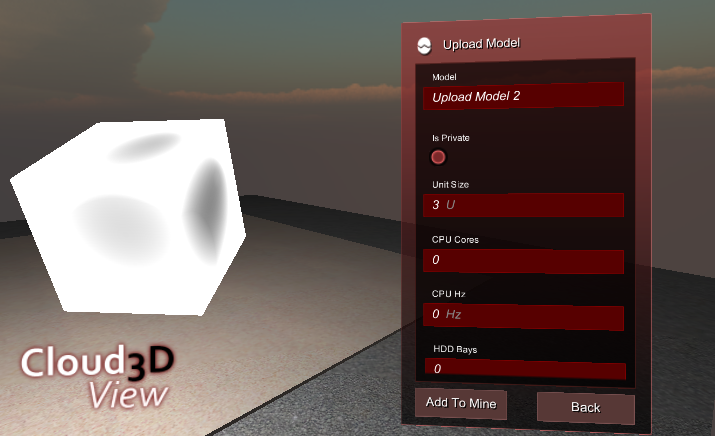 Upload Model
Model
Upload Model 2
Is Private
Unit Size
3 U
CPU Cores
0
CPU Hz
0 Hz
HDD Bays
0
Add To Mine
Back
Cloud3D
View